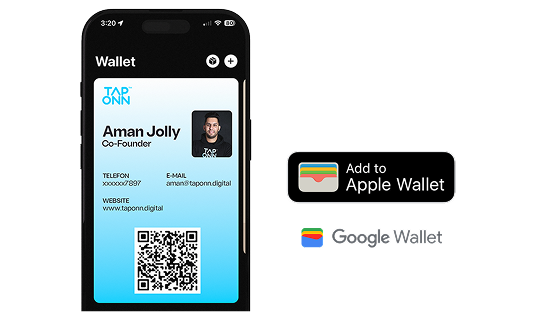 3:20
80
Wallet
TAP
ONN
Aman Jolly
Co-Founder
TAP
ONN
TELEFON
xxxxxx7897
E-MAIL
aman@taponn.digital
WEBSITE
www.taponn.digital
Add to
Apple Wallet
Google Wallet